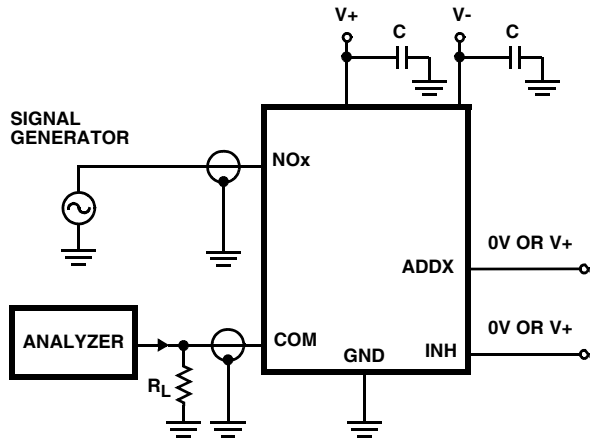 V+
V-
C
C
SIGNAL
GENERATOR
NOx
0V OR V+
ADDX
0V OR V+
ANALYZER
COM
GND
INH
RL